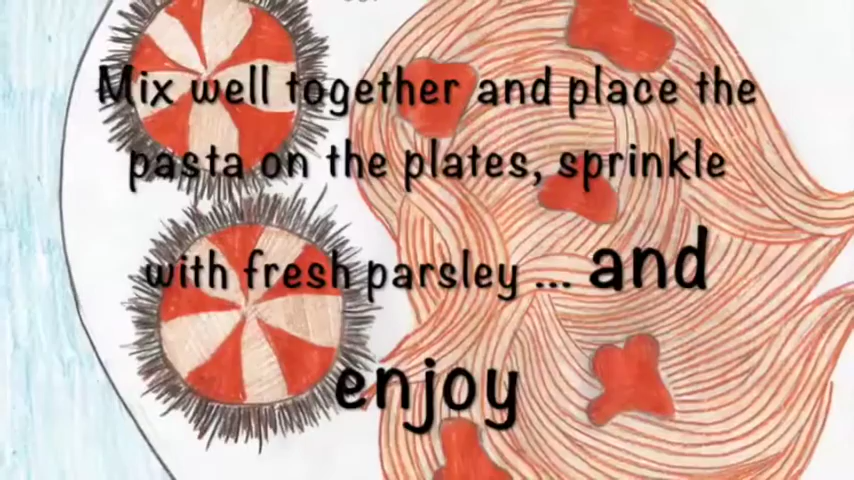 Mix well together and place the
pasta on the plates, sprinkle
with fresh parsley ... and
enjoy